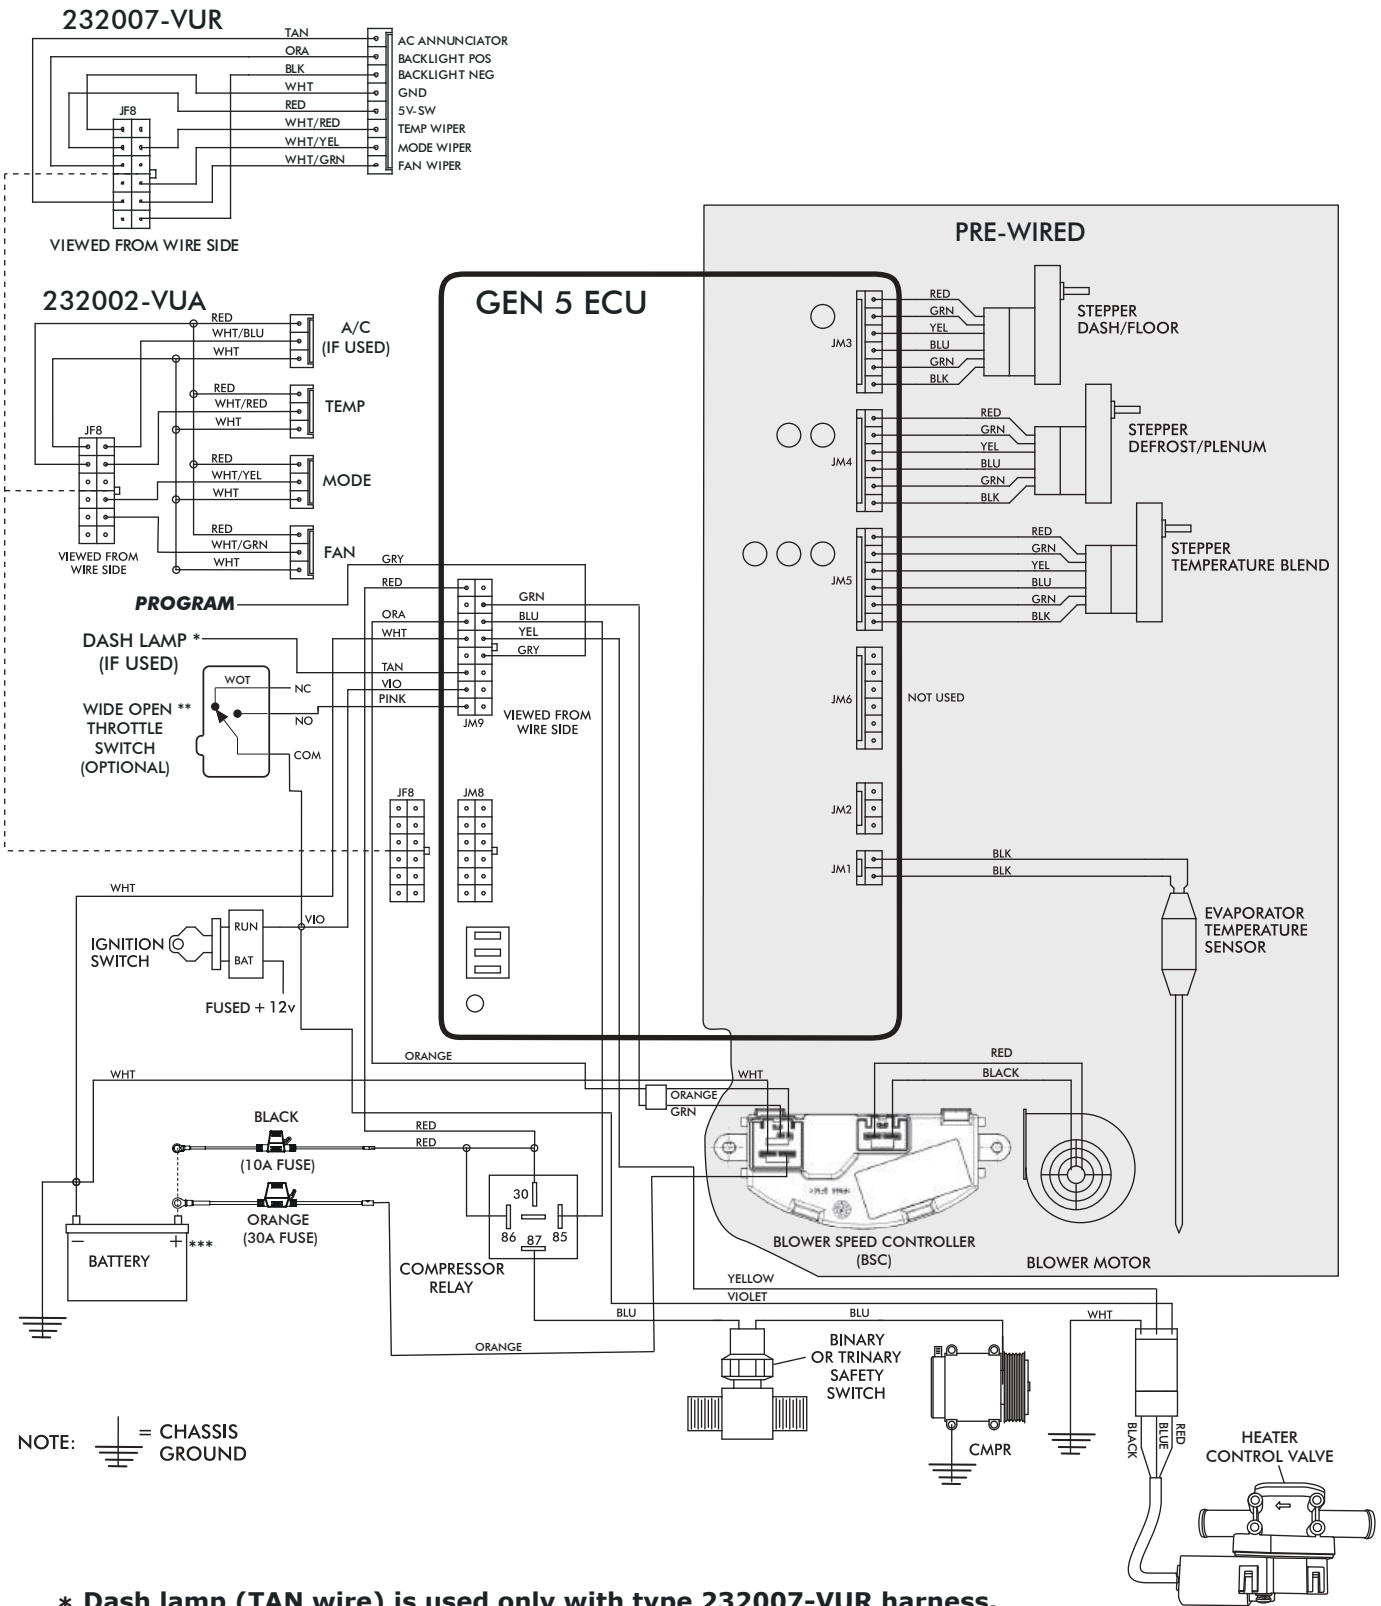 232007-VUR
TAN
ORA
BLK
WHT
RED
WHT/RED
WHT/YEL
WHT/GRN
AC ANNUNCIATOR
BACKLIGHT POS
BACKLIGHT NEG
GND
5V-SW
TEMP WIPER
MODE WIPER
FAN WIPER
JF8
VIEWED FROM WIRE SIDE
232002-VUA
RED
WHT/BLU
WHT
A/C
(IF USED)
RED
WHT/RED
WHT
TEMP
RED
WHT/YEL
WHT
MODE
RED
WHT/GRN
WHT
FAN
JF8
VIEWED FROM
WIRE SIDE
GEN 5 ECU
PRE-WIRED
RED
GRN
YEL
BLU
GRN
BLK
JM3
STEPPER
DASH/FLOOR
RED
GRN
YEL
BLU
GRN
BLK
JM4
STEPPER
DEFROST/PLENUM
RED
GRN
YEL
BLU
GRN
BLK
JM5
STEPPER
TEMPERATURE BLEND
JM6
NOT USED
JM2
JM1
BLK
BLK
EVAPORATOR
TEMPERATURE
SENSOR
PROGRAM
GRY
RED
ORA
WHT
TAN
VIO
PINK
GRN
BLU
YEL
GRY
JM9
VIEWED FROM
WIRE SIDE
DASH LAMP *
(IF USED)
WOT
NC
NO
COM
WIDE OPEN **
THROTTLE
SWITCH
(OPTIONAL)
JF8
JM8
WHT
VIO
IGNITION
SWITCH
RUN
BAT
FUSED + 12v
ORANGE
WHT
WHT
ORANGE
GRN
RED
BLACK
BLACK
(10A FUSE)
RED
RED
ORANGE
(30A FUSE)
BATTERY
−
+ ***
30
86
87
85
COMPRESSOR
RELAY
BLOWER SPEED CONTROLLER
(BSC)
BLOWER MOTOR
YELLOW
VIOLET
BLU
BLU
ORANGE
WHT
BINARY
OR TRINARY
SAFETY
SWITCH
CMPR
BLACK
BLUE
RED
HEATER
CONTROL VALVE
NOTE:
= CHASSIS
GROUND
* Dash lamp (TAN wire) is used only with type 232007-VUR harness.